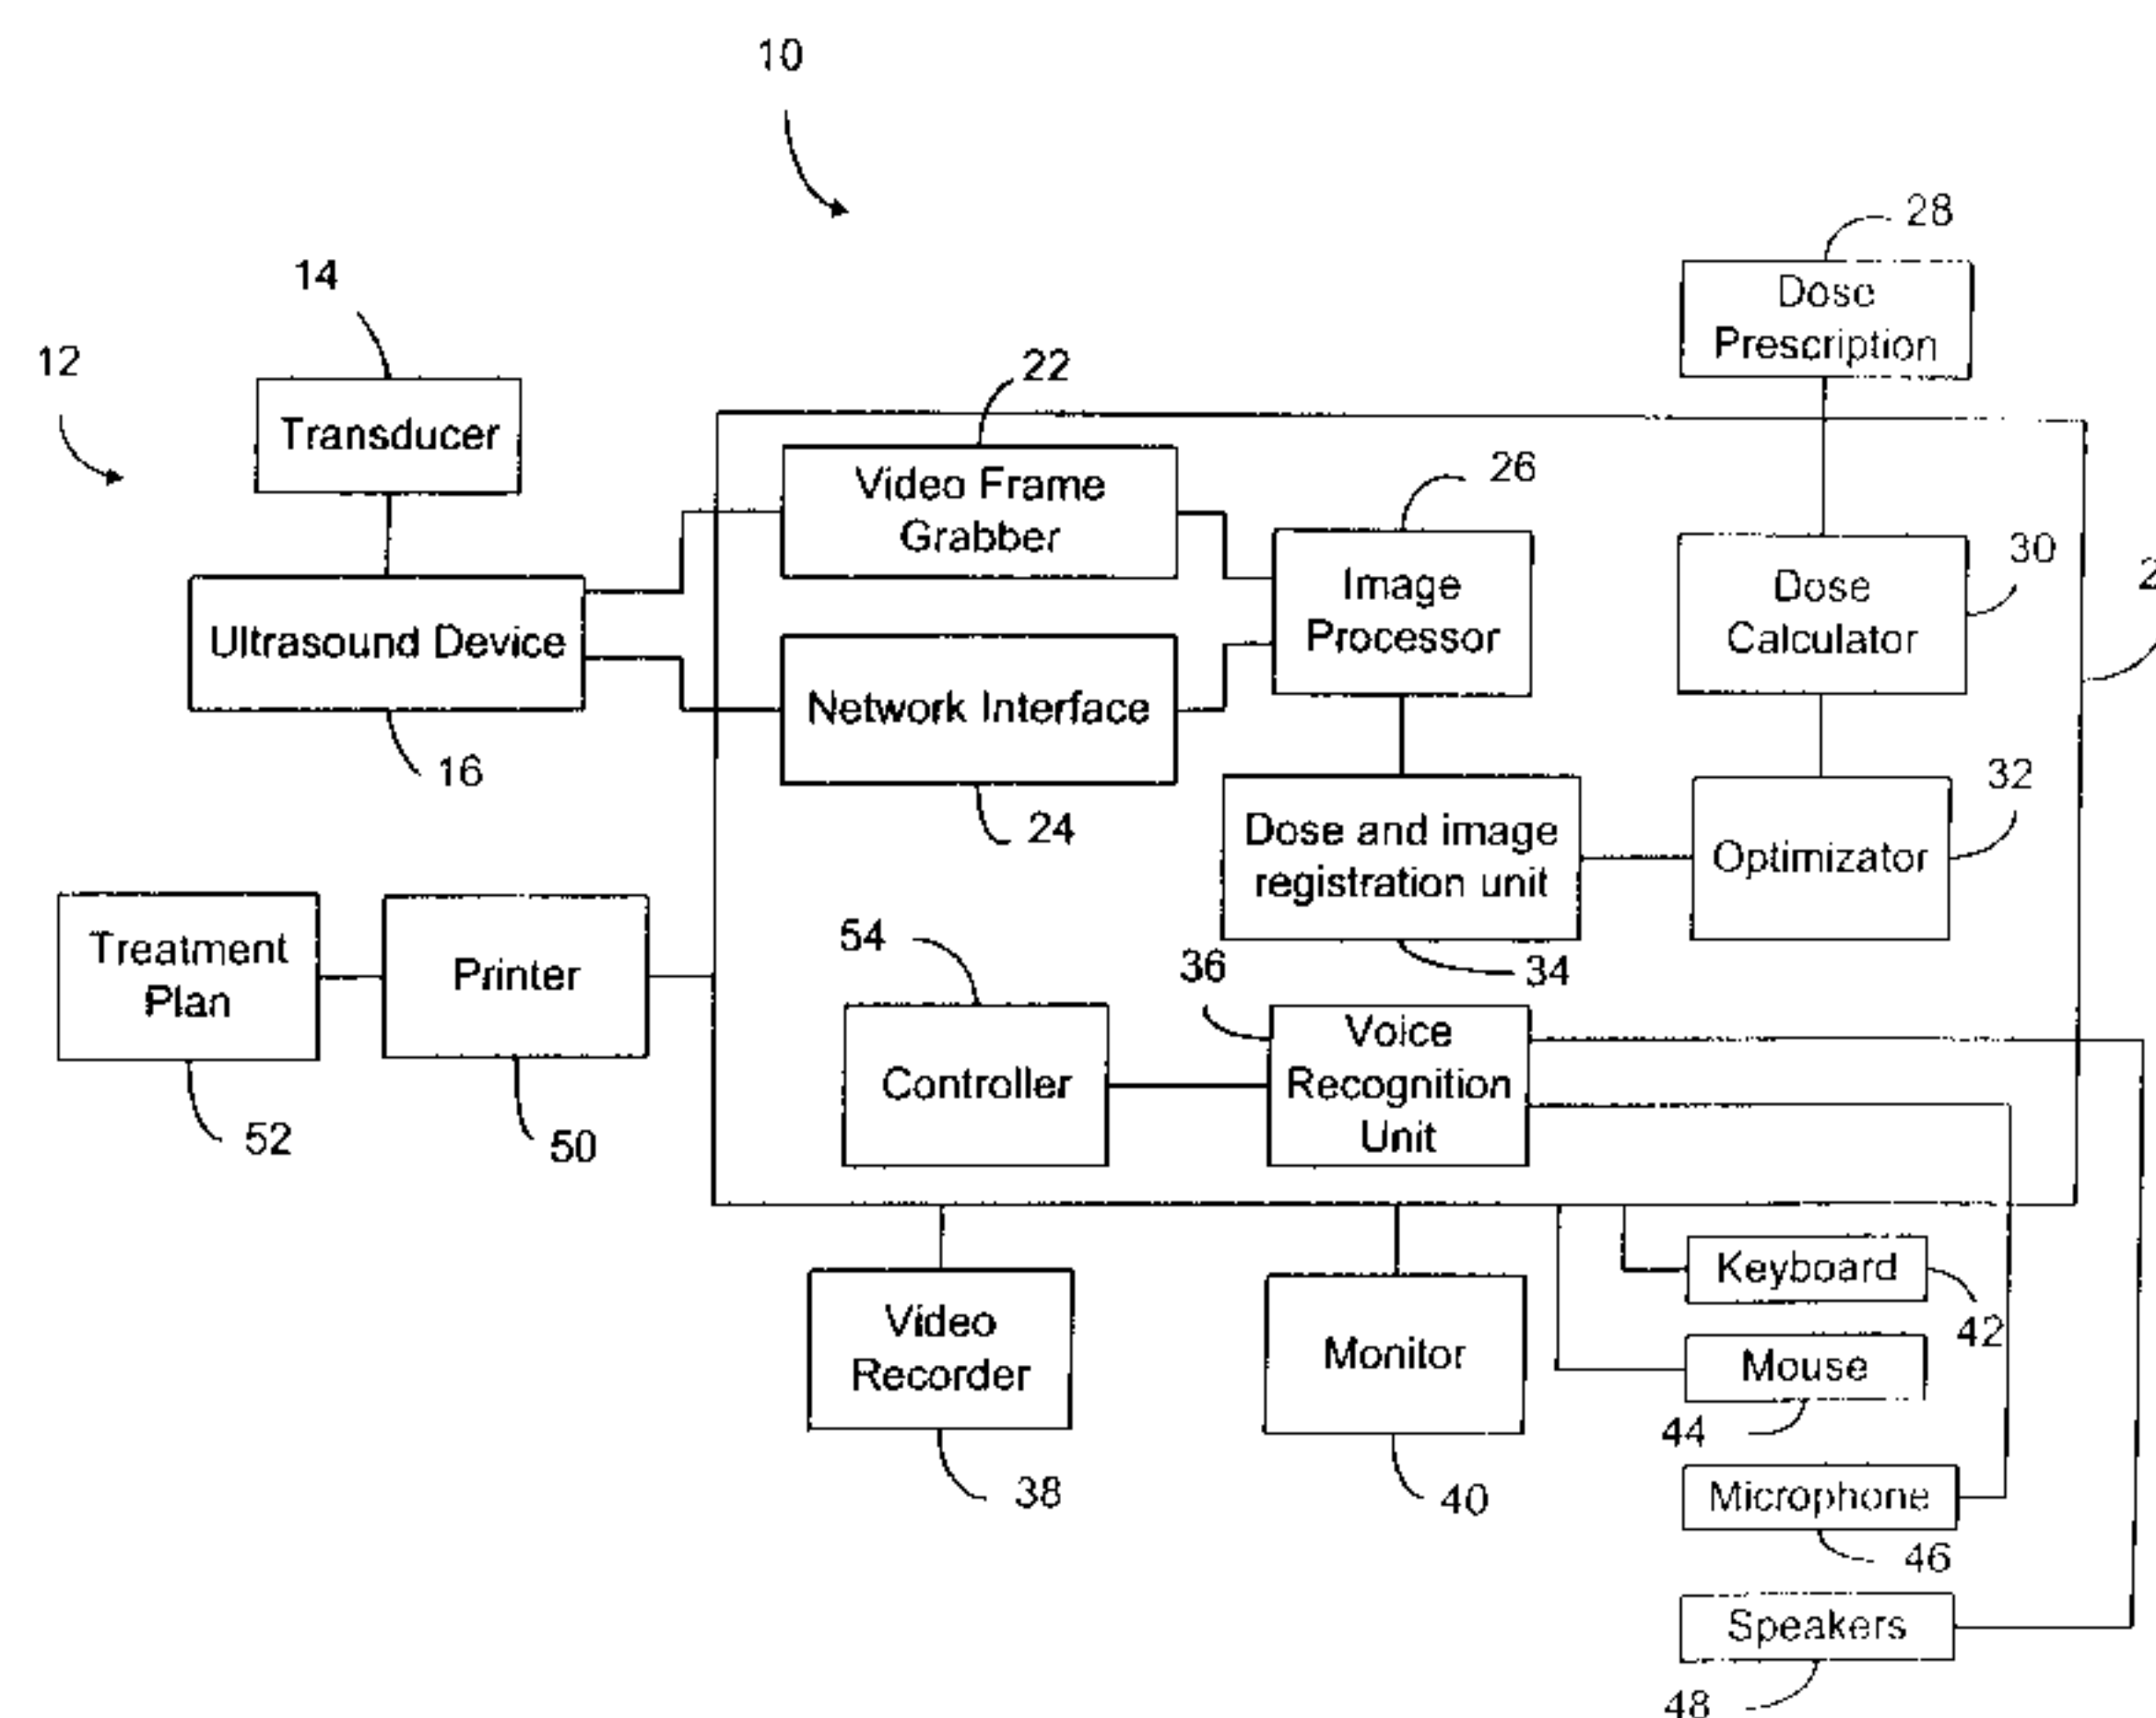 10
28
Dose
Prescription
14
12
Transducer
22
Video Frame
Grabber
26
Image
Processor
30
Dose
Calculator
2
Ultrasound Device
16
Network Interface
24
32
Dose and image
registration unit
Optimizator
34
Treatment
Plan
52
Printer
50
54
36
Controller
Voice
Recognition
Unit
Video
Recorder
38
Monitor
40
Keyboard
42
Mouse
44
Microphone
46
Speakers
48